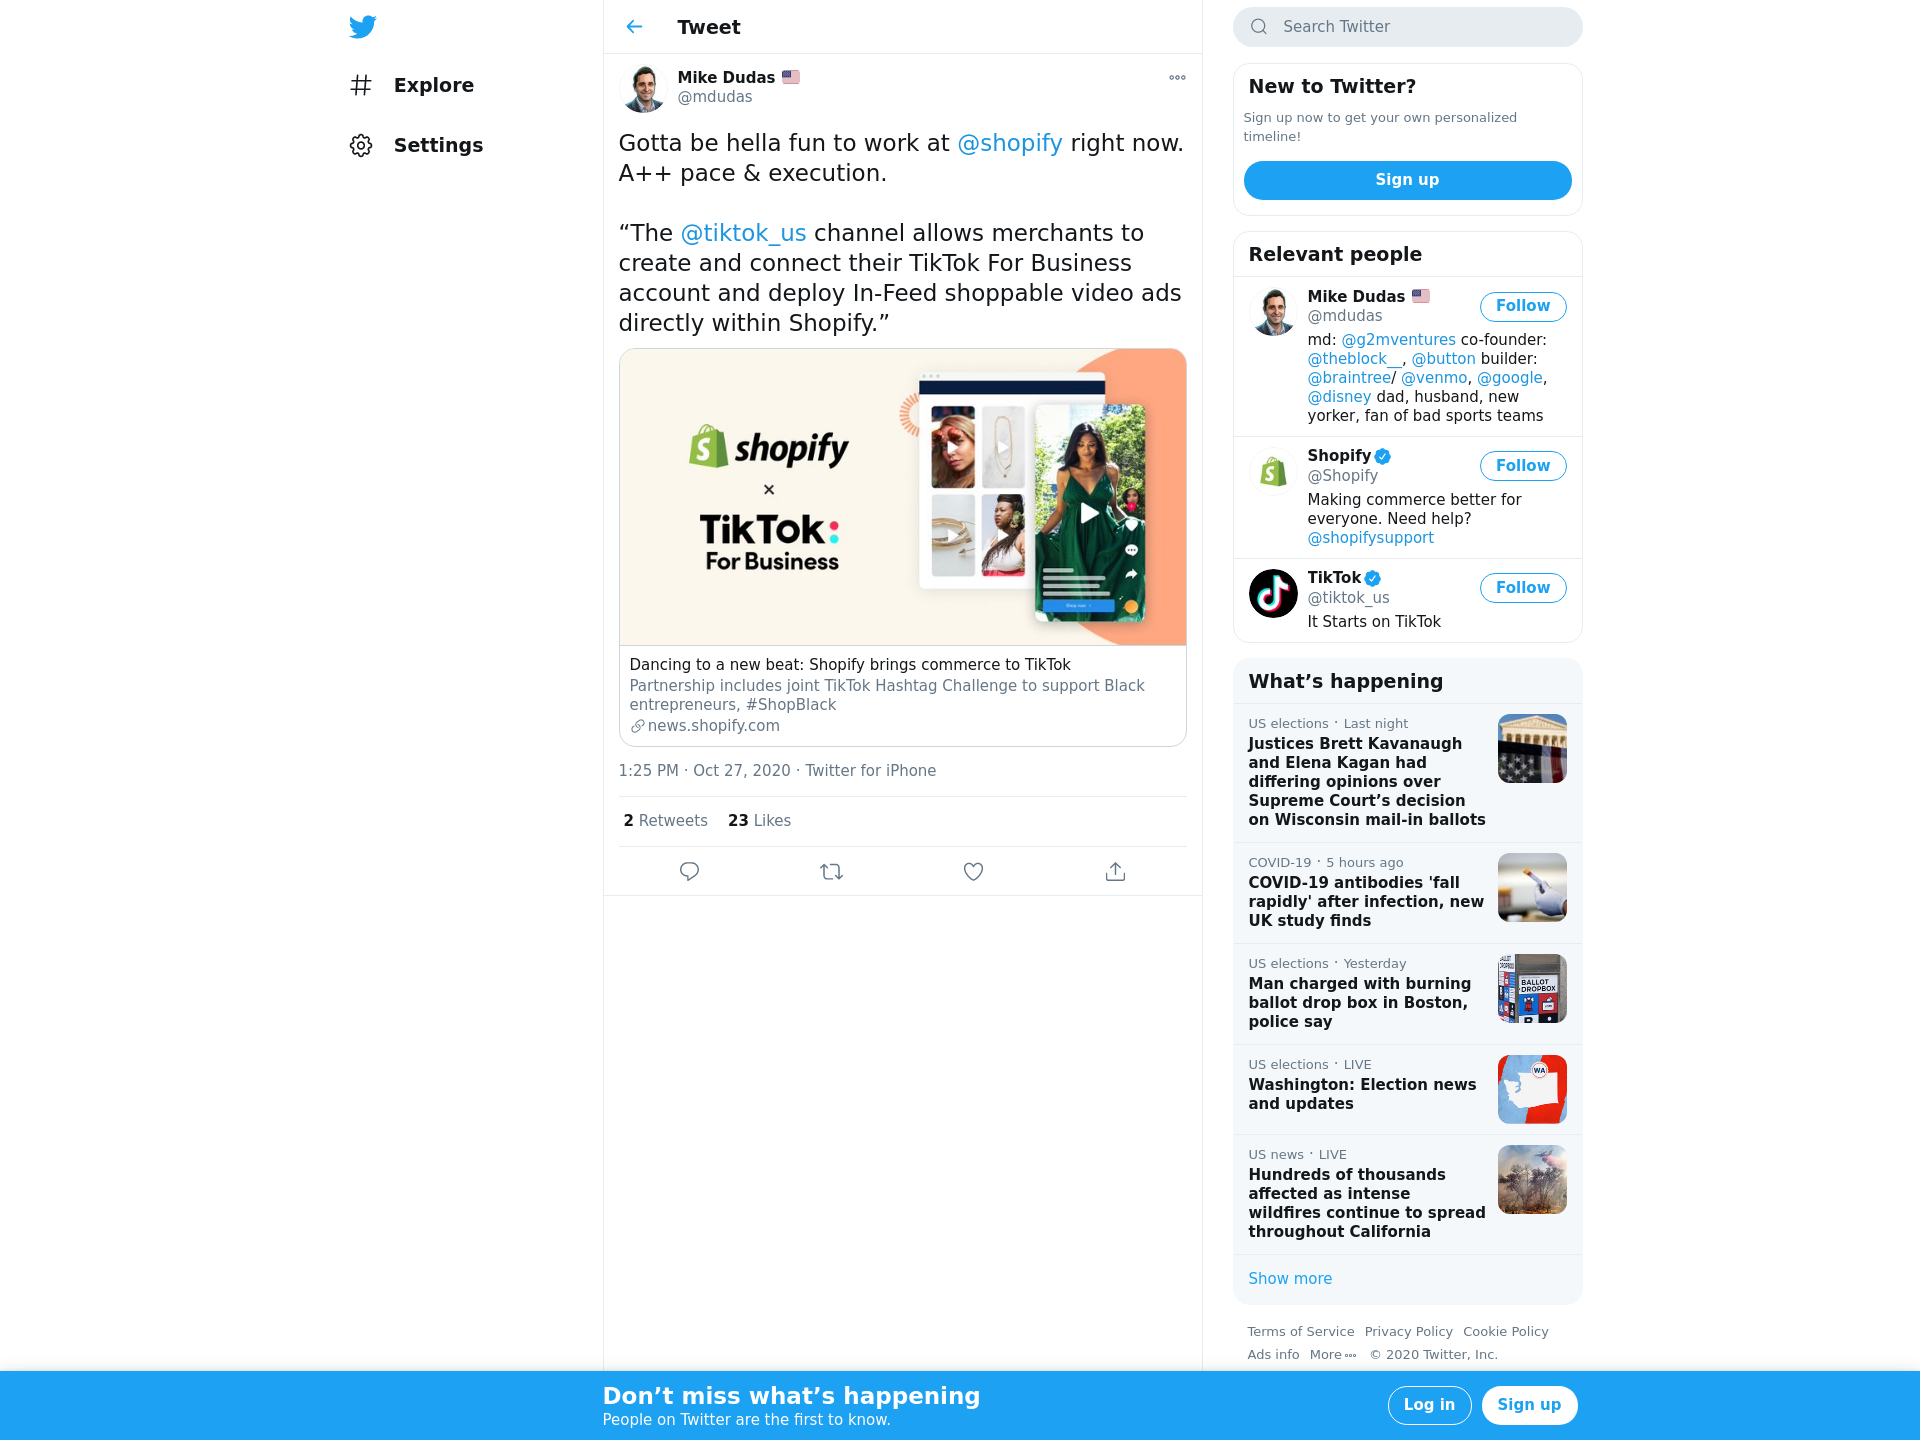 Explore
Settings
Tweet
Mike Dudas
@mdudas
Gotta be hella fun to work at @shopify right now.
A++ pace & execution.
“The @tiktok_us channel allows merchants to
create and connect their TikTok For Business
account and deploy In-Feed shoppable video ads
directly within Shopify.”
shopify
×
TikTok:
For Business
Shop now
Dancing to a new beat: Shopify brings commerce to TikTok
Partnership includes joint TikTok Hashtag Challenge to support Black
entrepreneurs, #ShopBlack
news.shopify.com
1:25 PM · Oct 27, 2020 · Twitter for iPhone
2 Retweets 23 Likes
Search Twitter
New to Twitter?
Sign up now to get your own personalized
timeline!
Sign up
Relevant people
Mike Dudas
@mdudas
Follow
md: @g2mventures co-founder:
@theblock__, @button builder:
@braintree/ @venmo, @google,
@disney dad, husband, new
yorker, fan of bad sports teams
Shopify
@Shopify
Follow
Making commerce better for
everyone. Need help?
@shopifysupport
TikTok
@tiktok_us
Follow
It Starts on TikTok
What’s happening
US elections · Last night
Justices Brett Kavanaugh
and Elena Kagan had
differing opinions over
Supreme Court’s decision
on Wisconsin mail-in ballots
COVID-19 · 5 hours ago
COVID-19 antibodies 'fall
rapidly' after infection, new
UK study finds
US elections · Yesterday
Man charged with burning
ballot drop box in Boston,
police say
BALLOT
DROPBOX
US elections · LIVE
Washington: Election news
and updates
WA
US news · LIVE
Hundreds of thousands
affected as intense
wildfires continue to spread
throughout California
Show more
Terms of Service Privacy Policy Cookie Policy
Ads info More © 2020 Twitter, Inc.
Don’t miss what’s happening
People on Twitter are the first to know.
Log in
Sign up